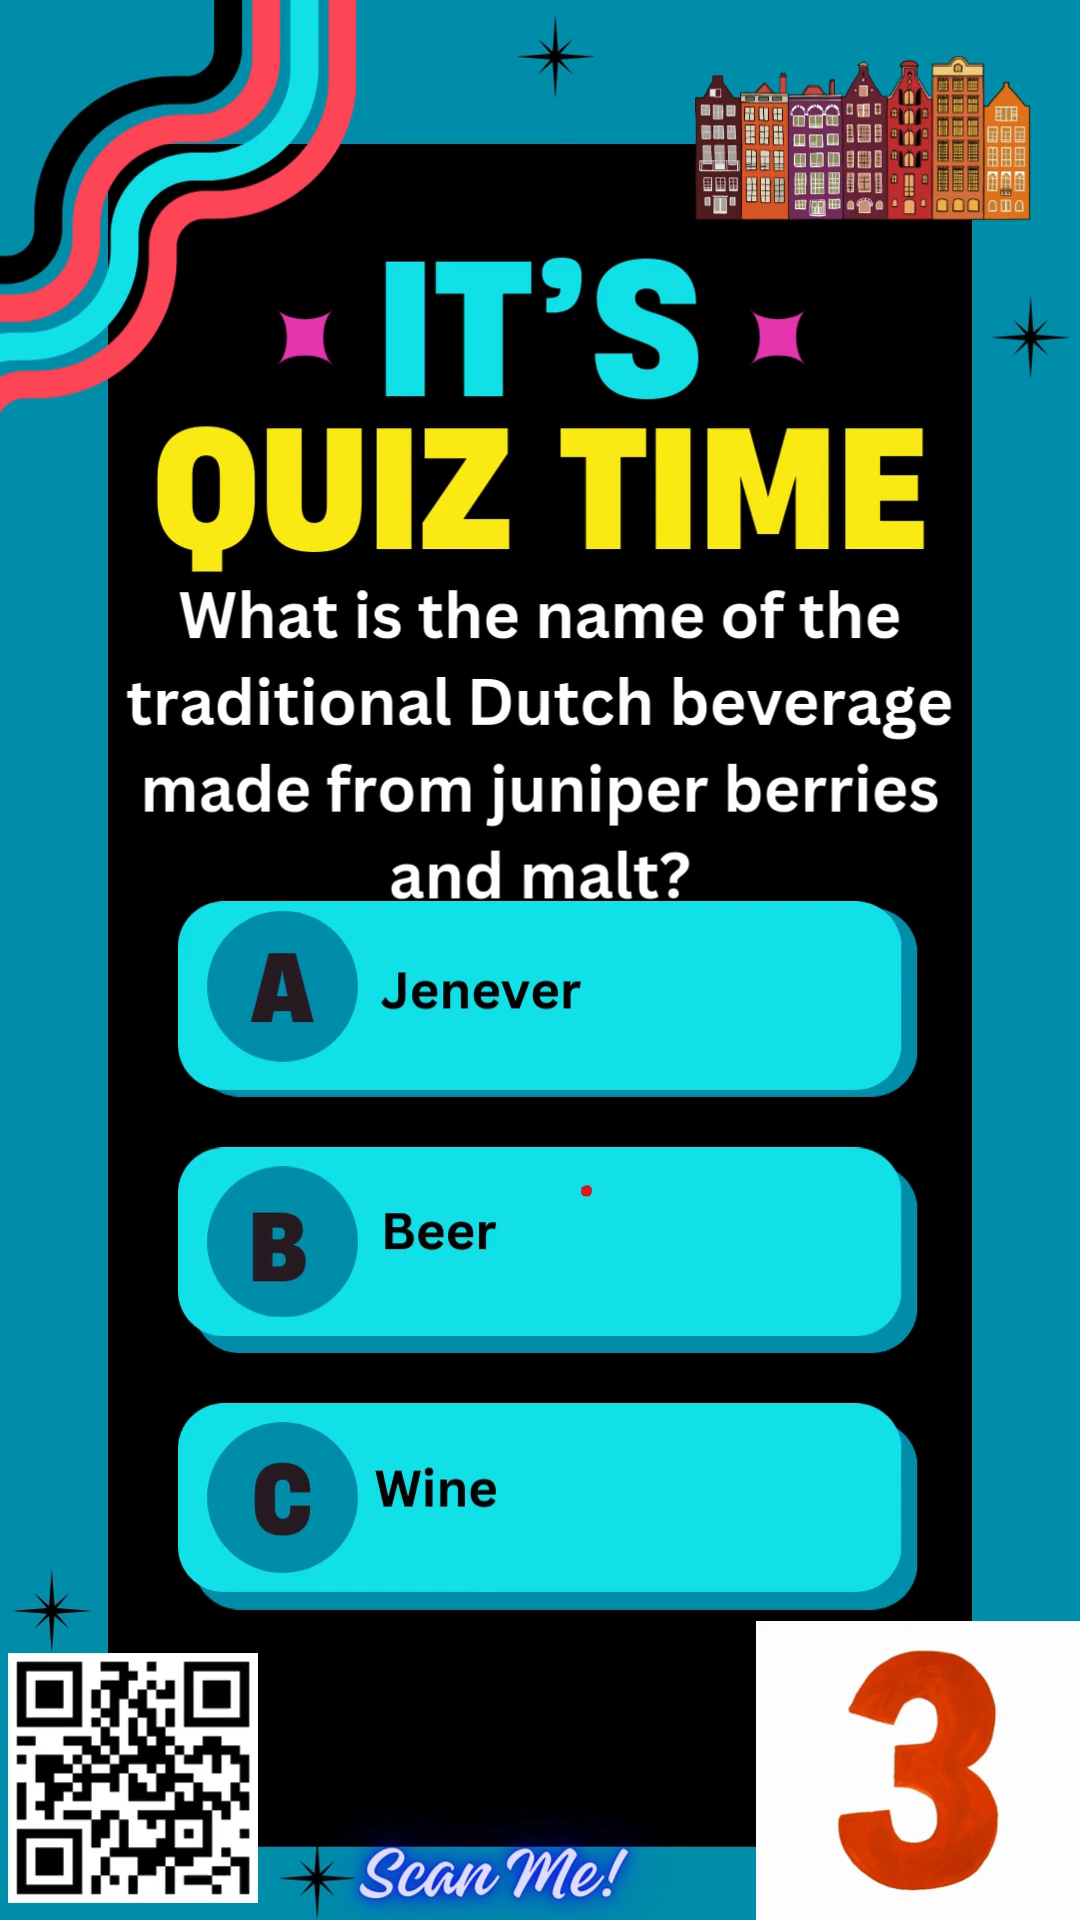 IT’S
QUIZ TIME
What is the name of the
traditional Dutch beverage
made from juniper berries
and malt?
A Jenever
B Beer
C Wine
3
Scan Me!